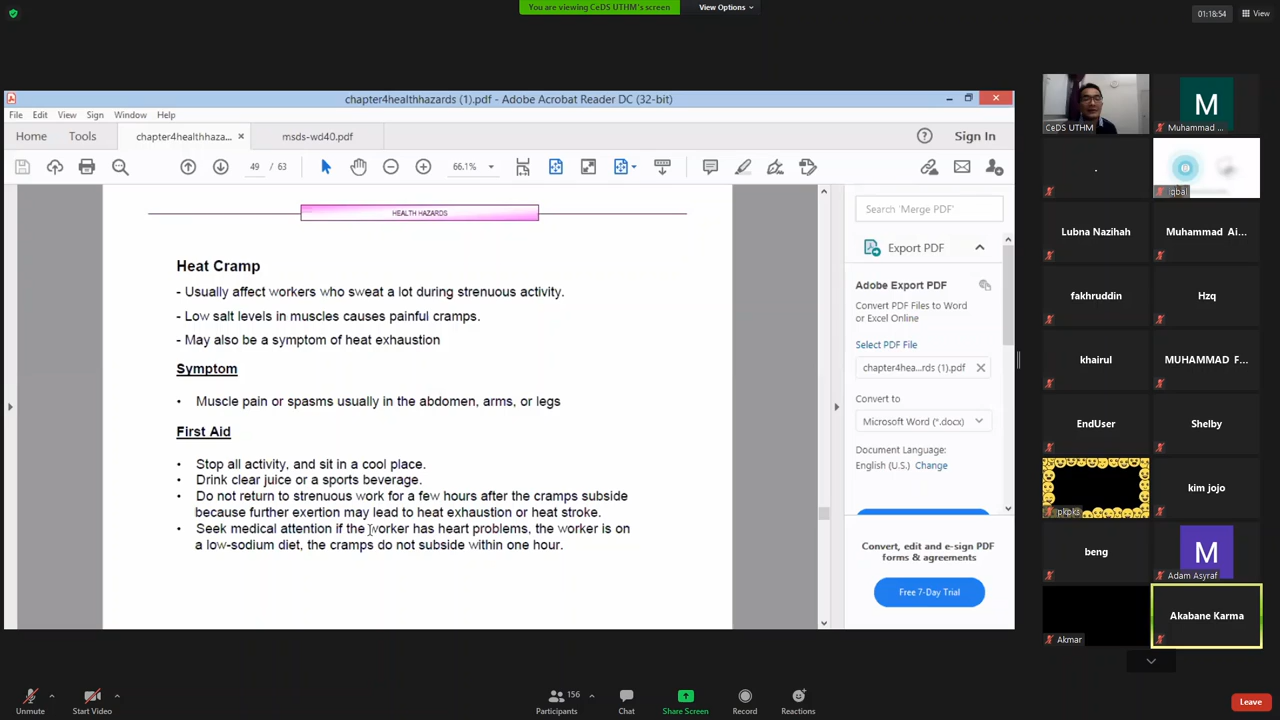 You are viewing CeDS UTHM's screen
View Options
01:18:54
View
chapter4healthhazards (1).pdf - Adobe Acrobat Reader DC (32-bit)
File Edit View Sign Window Help
Home Tools
chapter4healthhaza...
msds-wd40.pdf
Sign In
49 / 63
66.1%
HEALTH HAZARDS
Heat Cramp
- Usually affect workers who sweat a lot during strenuous activity.
- Low salt levels in muscles causes painful cramps.
- May also be a symptom of heat exhaustion
Symptom
• Muscle pain or spasms usually in the abdomen, arms, or legs
First Aid
• Stop all activity, and sit in a cool place.
• Drink clear juice or a sports beverage.
• Do not return to strenuous work for a few hours after the cramps subside
because further exertion may lead to heat exhaustion or heat stroke.
• Seek medical attention if the worker has heart problems, the worker is on
a low-sodium diet, the cramps do not subside within one hour.
Search 'Merge PDF'
Export PDF
Adobe Export PDF
Convert PDF Files to Word
or Excel Online
Select PDF File
chapter4hea...rds (1).pdf
Convert to
Microsoft Word (*.docx)
Document Language:
English (U.S.) Change
Convert, edit and e-sign PDF
forms & agreements
Free 7-Day Trial
CeDS UTHM
M
Muhammad ...
.
iqbal
Lubna Nazihah
Muhammad Ai...
fakhruddin
Hzq
khairul
MUHAMMAD F...
EndUser
Shelby
pkpks
kim jojo
beng
M
Adam Asyraf
Akmar
Akabane Karma
Unmute
Start Video
156
Participants
Chat
Share Screen
Record
Reactions
Leave